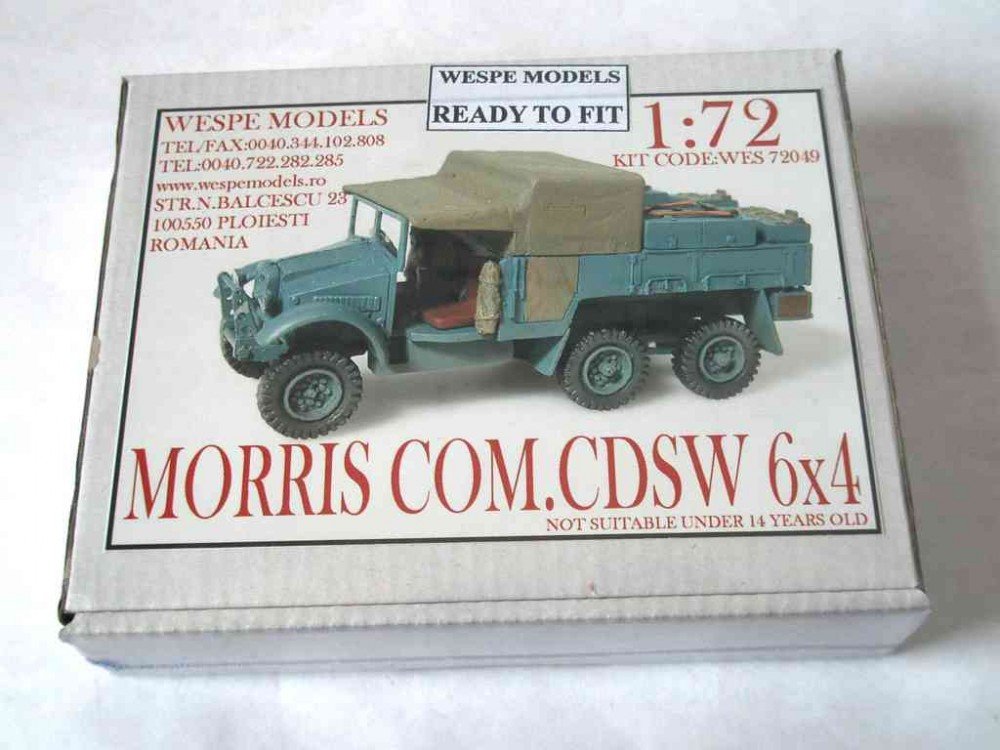 WESPE MODELS
READY TO FIT
WESPE MODELS
TEL/FAX:0040.344.102.808
TEL:0040.722.282.285
www.wespemodels.ro
STR.N.BALCESCU 23
100550 PLOIESTI
ROMANIA
1:72
KIT CODE:WES 72049
MORRIS COM.CDSW 6x4
NOT SUITABLE UNDER 14 YEARS OLD